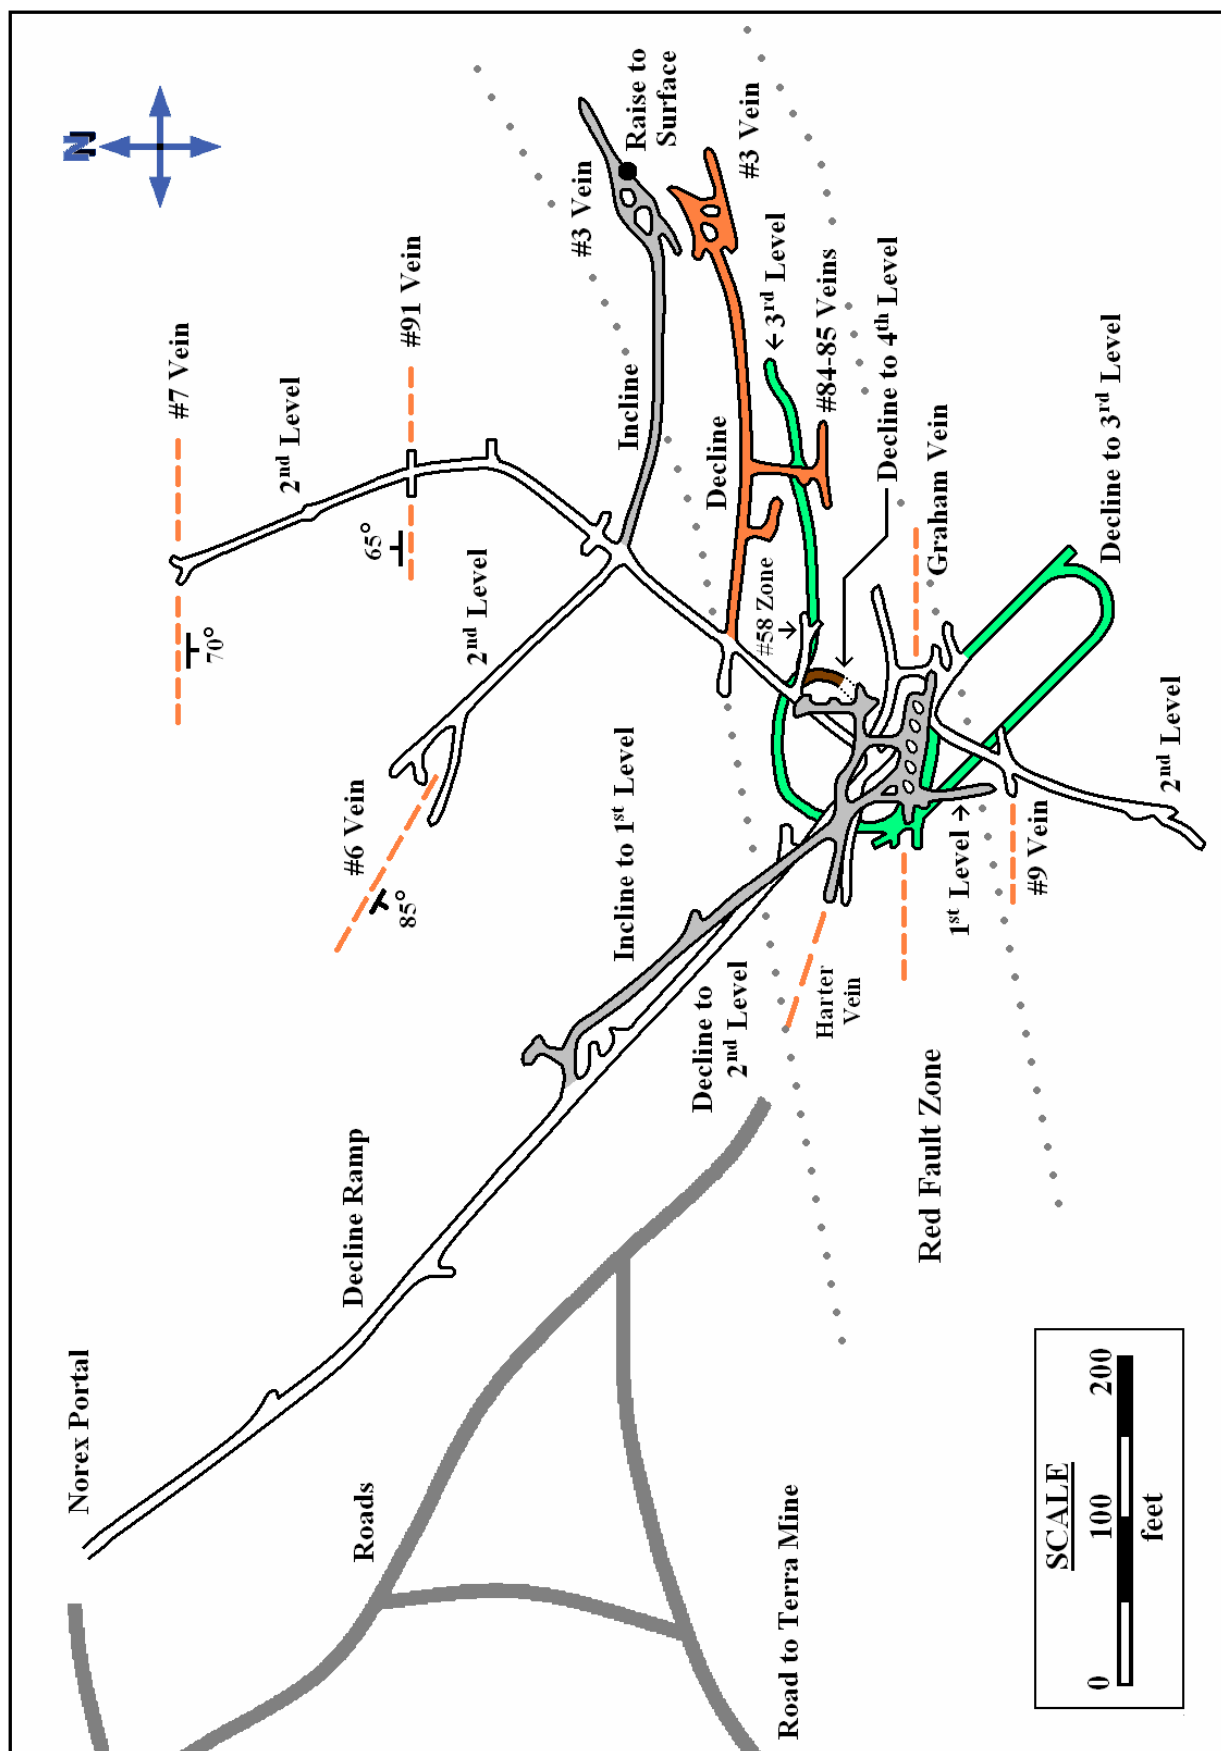 N
Norex Portal
Decline Ramp
Roads
Road to Terra Mine
#7 Vein
70°
2nd Level
#91 Vein
65°
2nd Level
#6 Vein
85°
Incline to 1st Level
Decline to
2nd Level
Incline
#3 Vein
Raise to
Surface
#3 Vein
Decline
← 3rd Level
#84-85 Veins
#58 Zone
→
Decline to 4th Level
Graham Vein
Decline to 3rd Level
Harter
Vein
1st Level →
#9 Vein
2nd Level
Red Fault Zone
SCALE
0 100 200
feet